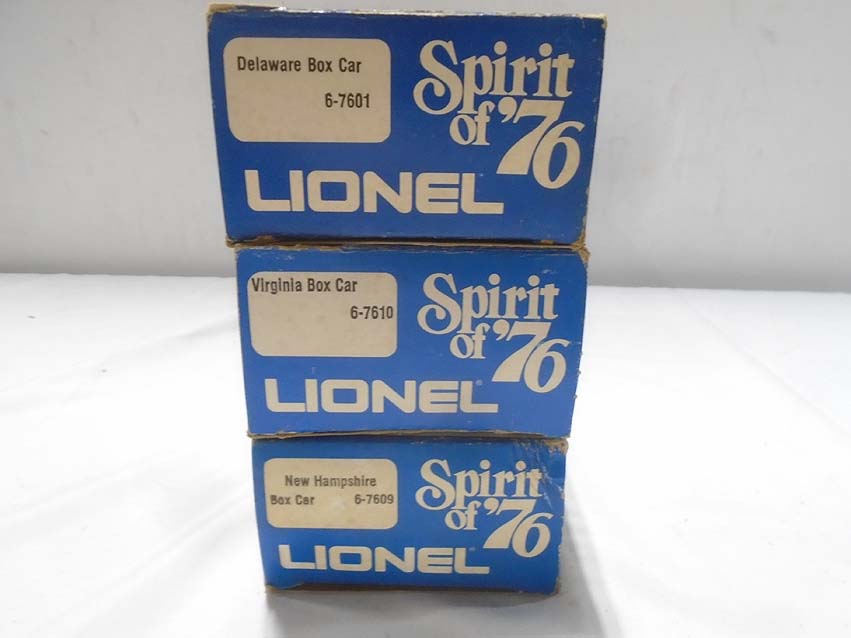 Delaware Box Car
6-7601
Spirit
of '76
LIONEL
Virginia Box Car
6-7610
Spirit
of '76
LIONEL®
New Hampshire
Box Car 6-7609
Spirit
of '76
LIONEL®